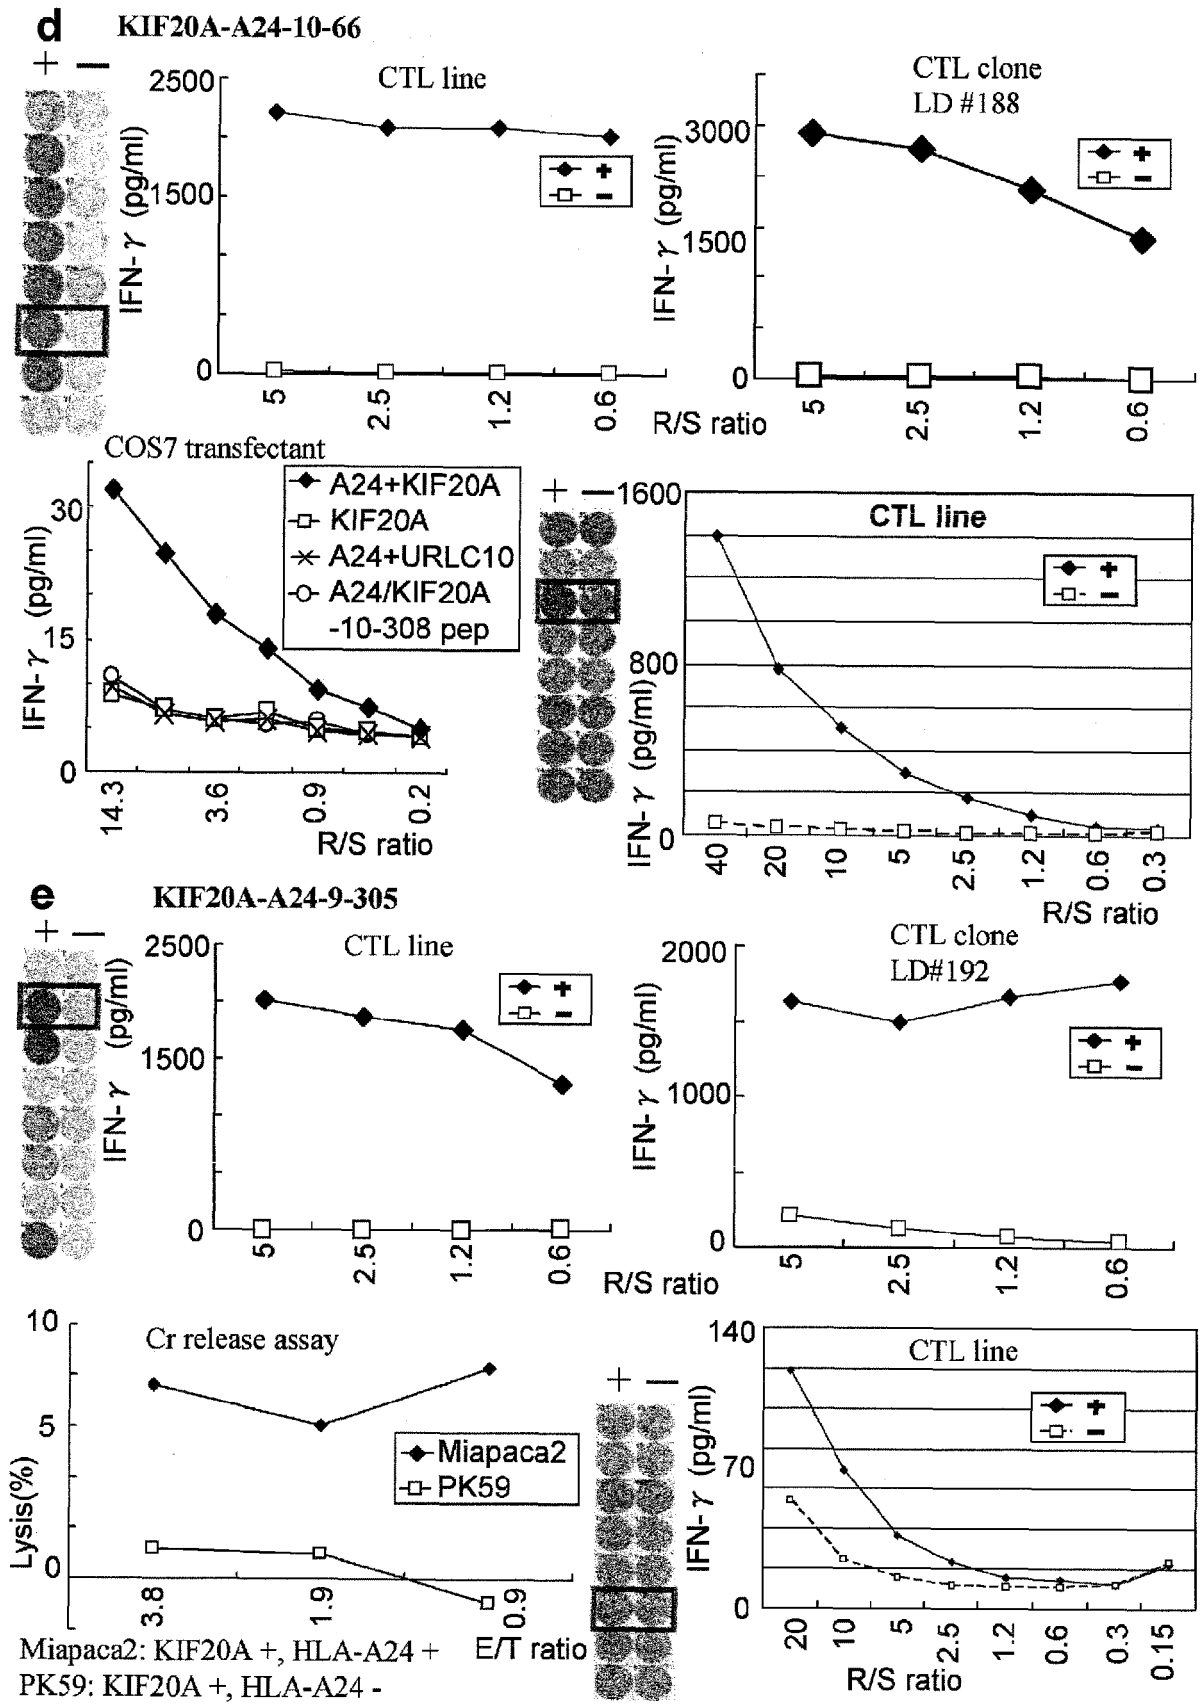 d KIF20A-A24-10-66
+ −
2500
1500
0
IFN-γ (pg/ml)
CTL line
+
−
5 2.5 1.2 0.6
R/S ratio
CTL clone
LD #188
3000
1500
0
IFN-γ (pg/ml)
+
−
5 2.5 1.2 0.6
COS7 transfectant
30
15
0
IFN-γ (pg/ml)
A24+KIF20A
KIF20A
A24+URLC10
A24/KIF20A
-10-308 pep
14.3 3.6 0.9 0.2
R/S ratio
+ −
1600
800
0
IFN-γ (pg/ml)
CTL line
+
−
40 20 10 5 2.5 1.2 0.6 0.3
R/S ratio
e KIF20A-A24-9-305
+ −
2500
1500
0
IFN-γ (pg/ml)
CTL line
+
−
5 2.5 1.2 0.6
R/S ratio
CTL clone
LD#192
2000
1000
0
IFN-γ (pg/ml)
+
−
5 2.5 1.2 0.6
10
5
0
Lysis(%)
Cr release assay
Miapaca2
PK59
3.8 1.9 0.9
E/T ratio
Miapaca2: KIF20A +, HLA-A24 +
PK59: KIF20A +, HLA-A24 -
+ −
140
70
0
IFN-γ (pg/ml)
CTL line
+
−
20 10 5 2.5 1.2 0.6 0.3 0.15
R/S ratio